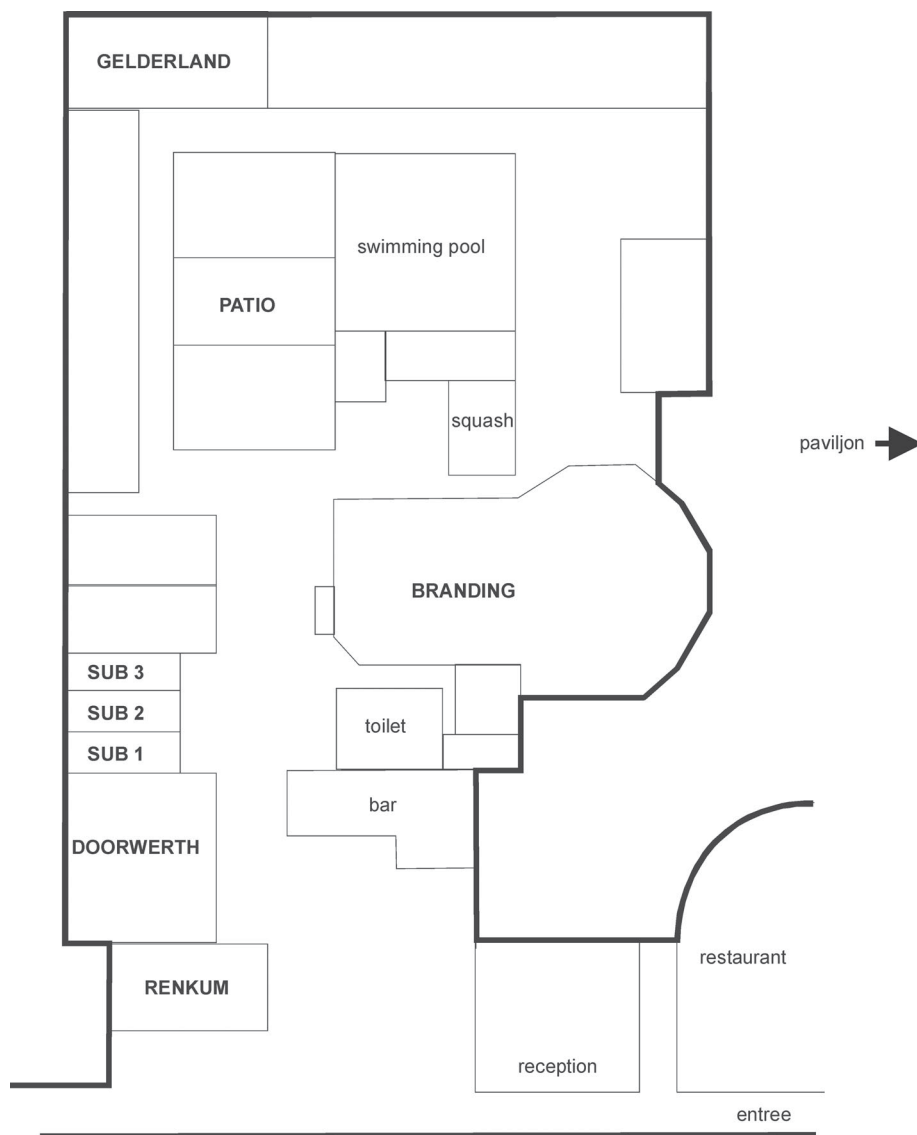 GELDERLAND
swimming pool
PATIO
squash
paviljon
BRANDING
SUB 3
SUB 2
toilet
SUB 1
bar
DOORWERTH
restaurant
RENKUM
reception
entree